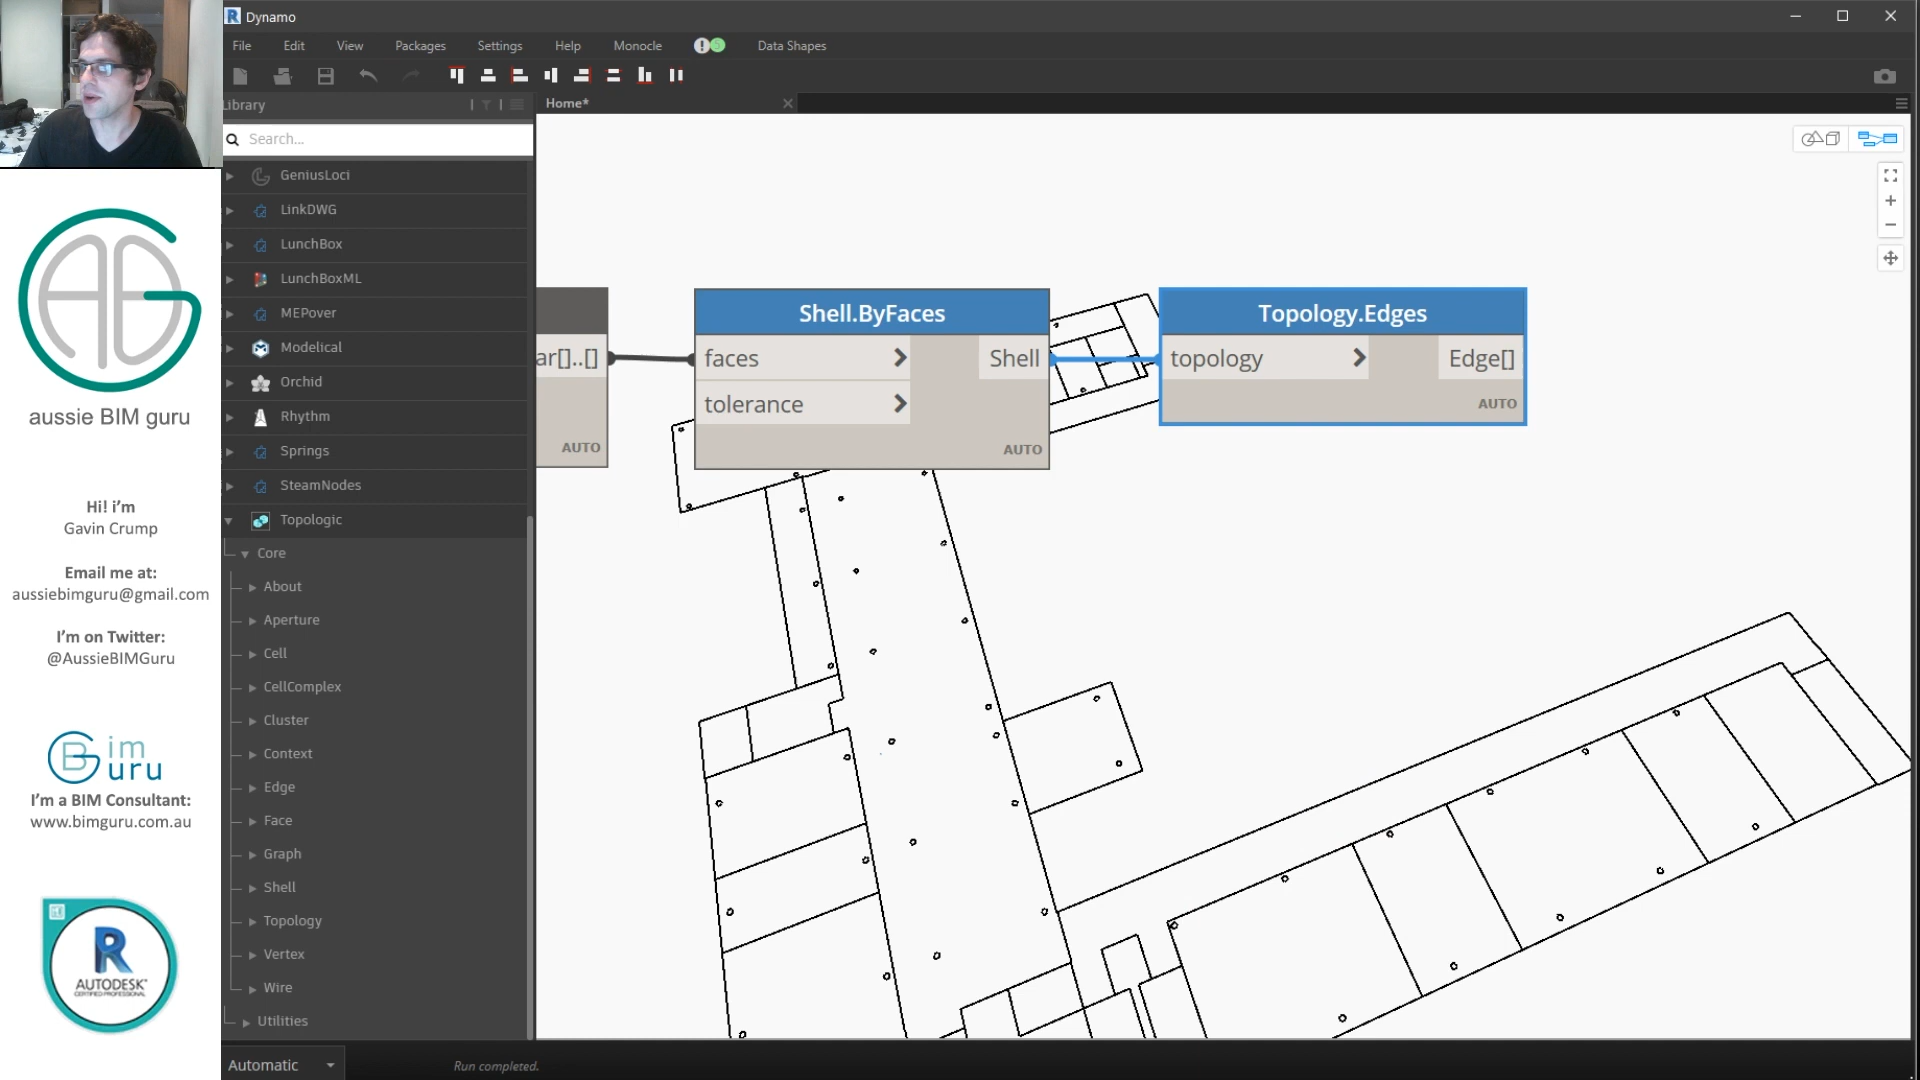 Dynamo
File Edit View Packages Settings Help Monocle Data Shapes
Library
Home*
Search...
GeniusLoci
LinkDWG
LunchBox
LunchBoxML
MEPover
Modelical
Orchid
Rhythm
Springs
SteamNodes
Topologic
Core
About
Aperture
Cell
CellComplex
Cluster
Context
Edge
Face
Graph
Shell
Topology
Vertex
Wire
Utilities
Automatic
Run completed.
ar[]..[]
AUTO
Shell.ByFaces
faces
Shell
tolerance
AUTO
Topology.Edges
topology
Edge[]
AUTO
aussie BIM guru
Hi! i'm
Gavin Crump
Email me at:
aussiebimguru@gmail.com
I'm on Twitter:
@AussieBIMGuru
Bim
Guru
I'm a BIM Consultant:
www.bimguru.com.au
R
AUTODESK
CERTIFIED PROFESSIONAL